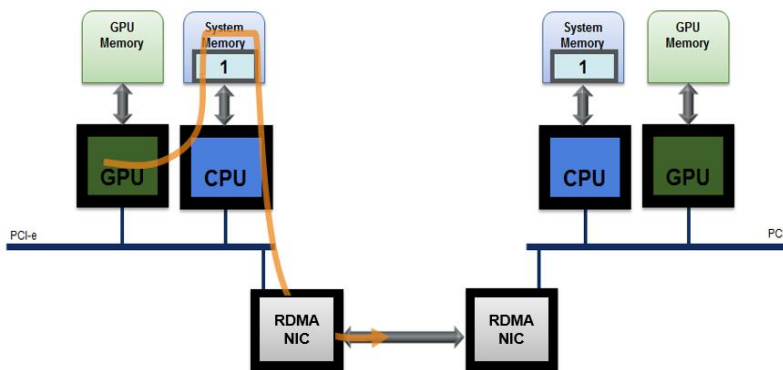 GPU
Memory
System
Memory
1
System
Memory
1
GPU
Memory
GPU
CPU
CPU
GPU
PCI-e
PCI
RDMA
NIC
RDMA
NIC